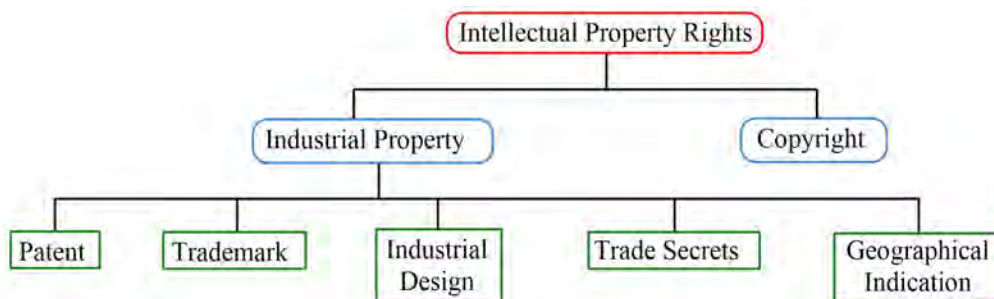 Intellectual Property Rights
Industrial Property
Copyright
Patent
Trademark
Industrial
Design
Trade Secrets
Geographical
Indication